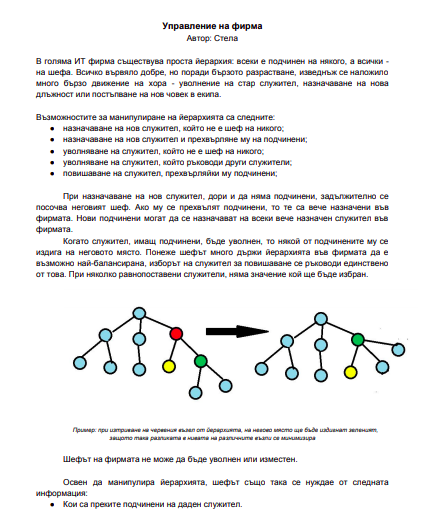 Управление на фирма
Автор: Стела
В голяма ИТ фирма съществува проста йерархия: всеки е подчинен на някого, а всички -
на шефа. Всичко вървяло добре, но поради бързото разрастване, изведнъж се наложило
много бързо движение на хора - уволнение на стар служител, назначаване на нова
длъжност или постъпване на нов човек в екипа.
Възможностите за манипулиране на йерархията са следните:
● назначаване на нов служител, който не е шеф на никого;
● назначаване на нов служител и прехвърляне му на подчинени;
● уволняване на служител, който не е шеф на никого;
● уволняване на служител, който ръководи други служители;
● повишаване на служител, прехвърляйки му подчинени;
При назначаване на нов служител, дори и да няма подчинени, задължително се
посочва неговият шеф. Ако му се прехвълят подчинени, то те са вече назначени във
фирмата. Нови подчинени могат да се назначават на всеки вече назначен служител във
фирмата.
Когато служител, имащ подчинени, бъде уволнен, то някой от подчинените му се
издига на неговото място. Понеже шефът много държи йерархията във фирмата да е
възможно най-балансирана, изборът на служител за повишаване се ръководи единствено
от това. При няколко равнопоставени служители, няма значение кой ще бъде избран.
Пример: при изтриване на червения възел от йерархията, на негово място ще бъде издигнат зеленият,
защото така разликата в нивата на различните възли се минимизира
Шефът на фирмата не може да бъде уволнен или изместен.
Освен да манипулира йерархията, шефът също така се нуждае от следната
информация:
● Кои са преките подчинени на даден служител.